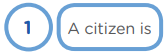 1 A citizen is